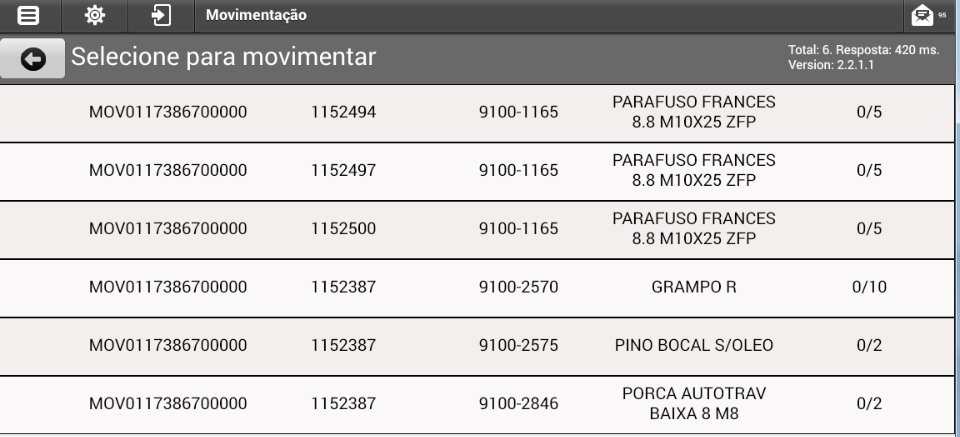 Movimentação
95
Selecione para movimentar
Total: 6. Resposta: 420 ms.
Version: 2.2.1.1
MOV0117386700000 1152494 9100-1165 PARAFUSO FRANCES 8.8 M10X25 ZFP 0/5
MOV0117386700000 1152497 9100-1165 PARAFUSO FRANCES 8.8 M10X25 ZFP 0/5
MOV0117386700000 1152500 9100-1165 PARAFUSO FRANCES 8.8 M10X25 ZFP 0/5
MOV0117386700000 1152387 9100-2570 GRAMPO R 0/10
MOV0117386700000 1152387 9100-2575 PINO BOCAL S/OLEO 0/2
MOV0117386700000 1152387 9100-2846 PORCA AUTOTRAV BAIXA 8 M8 0/2